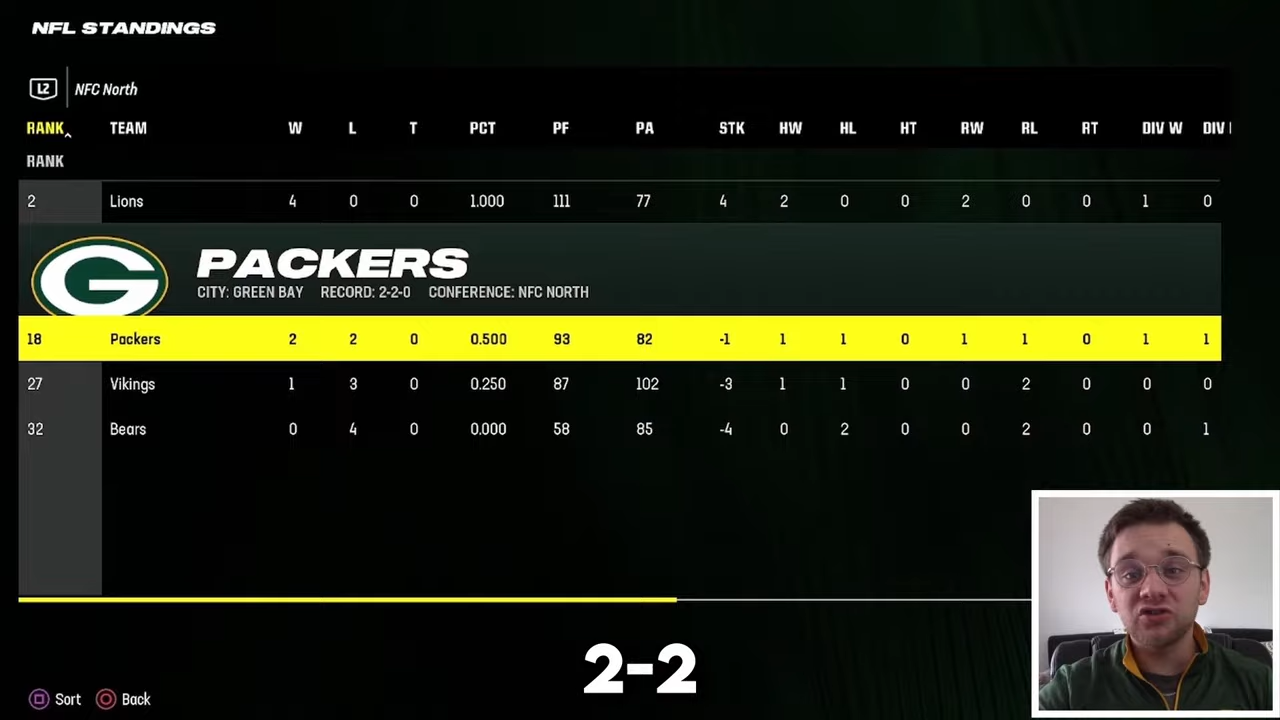 NFL STANDINGS
L2 NFC North
RANK TEAM W L T PCT PF PA STK HW HL HT RW RL RT DIV W DIV
RANK
2 Lions 4 0 0 1.000 111 77 4 2 0 0 2 0 0 1 0
G PACKERS
CITY: GREEN BAY RECORD: 2-2-0 CONFERENCE: NFC NORTH
18 Packers 2 2 0 0.500 93 82 -1 1 1 0 1 1 0 1 1
27 Vikings 1 3 0 0.250 87 102 -3 1 1 0 0 2 0 0 0
32 Bears 0 4 0 0.000 58 85 -4 0 2 0 0 2 0 0 1
2-2
Sort Back